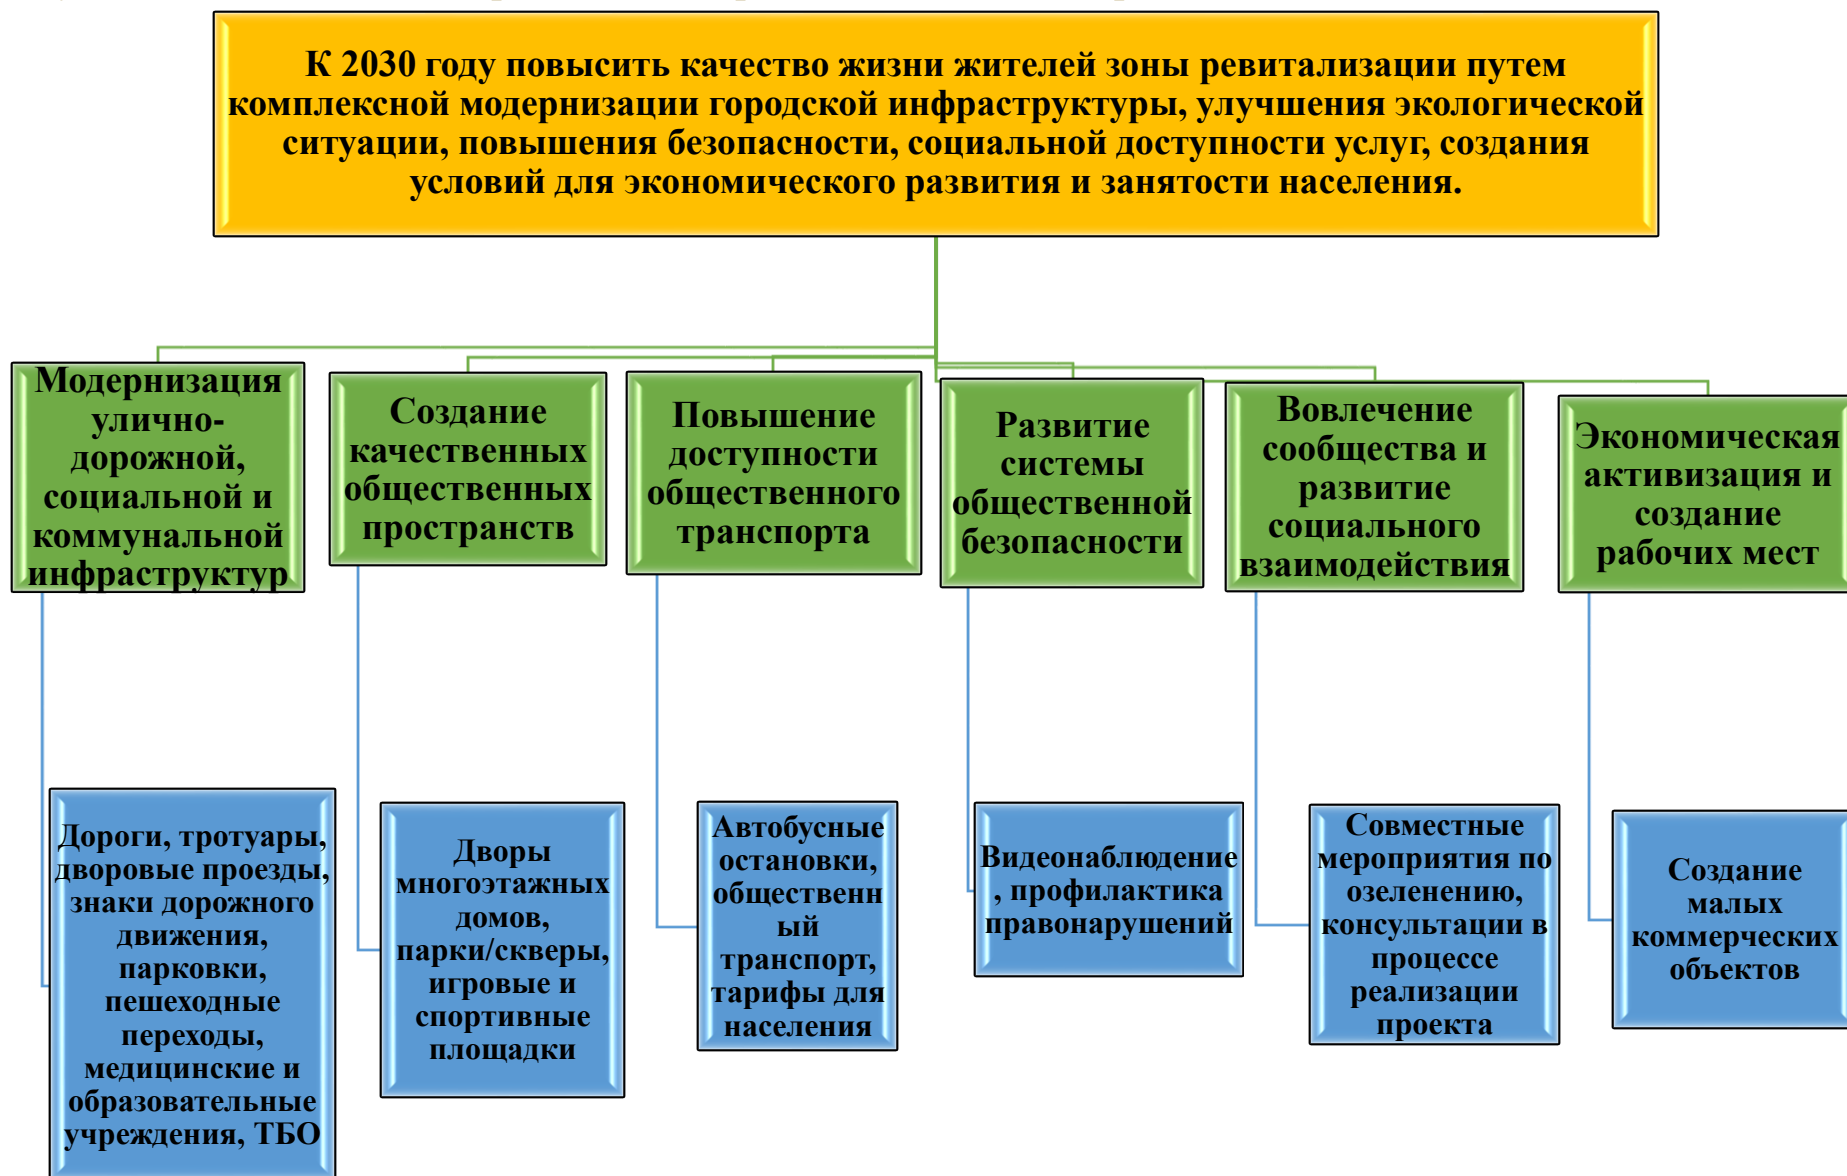 К 2030 году повысить качество жизни жителей зоны ревитализации путем
комплексной модернизации городской инфраструктуры, улучшения экологической
ситуации, повышения безопасности, социальной доступности услуг, создания
условий для экономического развития и занятости населения.
Модернизация
улично-
дорожной,
социальной и
коммунальной
инфраструктур
Создание
качественных
общественных
пространств
Повышение
доступности
общественного
транспорта
Развитие
системы
общественной
безопасности
Вовлечение
сообщества и
развитие
социального
взаимодействия
Экономическая
активизация и
создание
рабочих мест
Дороги, тротуары,
дворовые проезды,
знаки дорожного
движения,
парковки,
пешеходные
переходы,
медицинские и
образовательные
учреждения, ТБО
Дворы
многоэтажных
домов,
парки/скверы,
игровые и
спортивные
площадки
Автобусные
остановки,
общественн
ый
транспорт,
тарифы для
населения
Видеонаблюдение
, профилактика
правонарушений
Совместные
мероприятия по
озеленению,
консультации в
процессе
реализации
проекта
Создание
малых
коммерческих
объектов